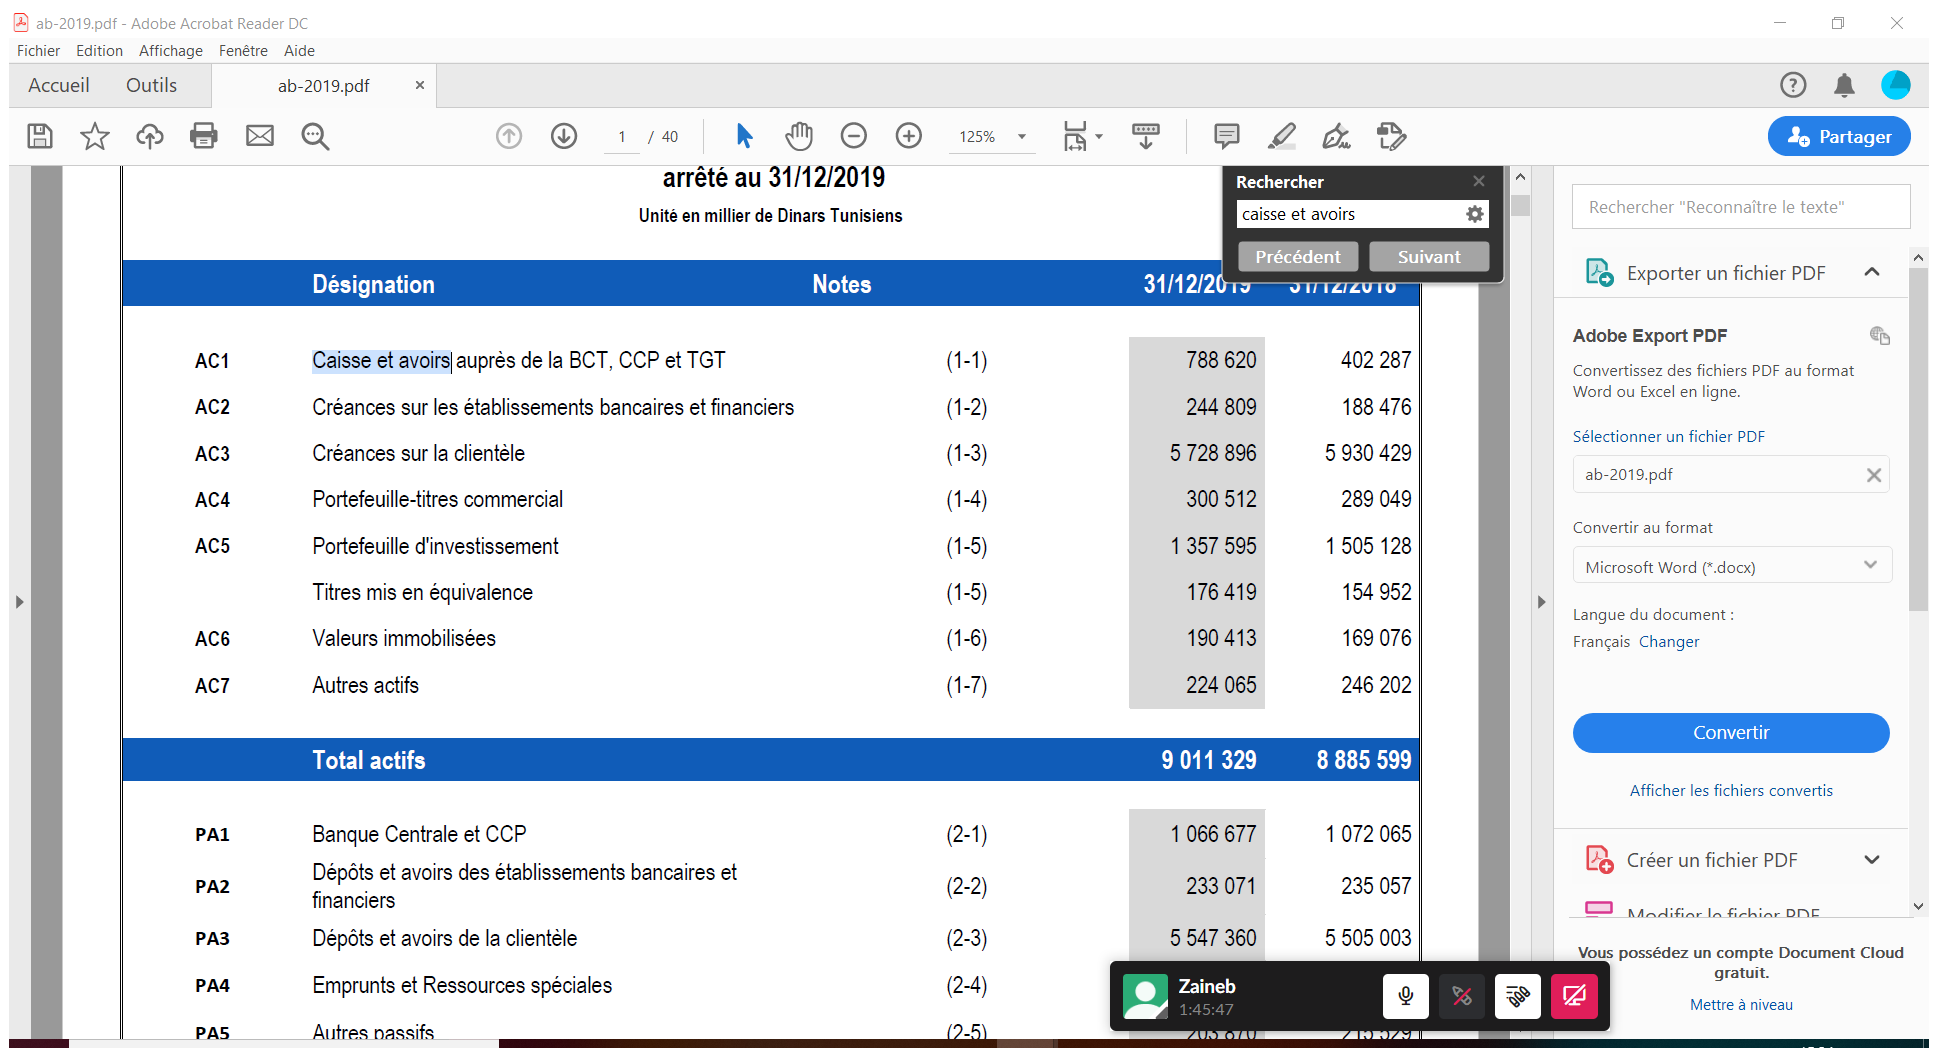 ab-2019.pdf - Adobe Acrobat Reader DC
Fichier Edition Affichage Fenêtre Aide
Accueil Outils ab-2019.pdf ×
1 / 40 125% Partager
arrêté au 31/12/2019
Unité en millier de Dinars Tunisiens
Rechercher
caisse et avoirs
Précédent Suivant
Désignation Notes 31/12/2019 31/12/2018
AC1 Caisse et avoirs auprès de la BCT, CCP et TGT (1-1) 788 620 402 287
AC2 Créances sur les établissements bancaires et financiers (1-2) 244 809 188 476
AC3 Créances sur la clientèle (1-3) 5 728 896 5 930 429
AC4 Portefeuille-titres commercial (1-4) 300 512 289 049
AC5 Portefeuille d'investissement (1-5) 1 357 595 1 505 128
Titres mis en équivalence (1-5) 176 419 154 952
AC6 Valeurs immobilisées (1-6) 190 413 169 076
AC7 Autres actifs (1-7) 224 065 246 202
Total actifs 9 011 329 8 885 599
PA1 Banque Centrale et CCP (2-1) 1 066 677 1 072 065
PA2 Dépôts et avoirs des établissements bancaires et
financiers (2-2) 233 071 235 057
PA3 Dépôts et avoirs de la clientèle (2-3) 5 547 360 5 505 003
PA4 Emprunts et Ressources spéciales (2-4)
PA5 Autres passifs (2-5) 203 870 215 529
Zaineb
1:45:47
Rechercher "Reconnaître le texte"
Exporter un fichier PDF
Adobe Export PDF
Convertissez des fichiers PDF au format
Word ou Excel en ligne.
Sélectionner un fichier PDF
ab-2019.pdf
Convertir au format
Microsoft Word (*.docx)
Langue du document :
Français Changer
Convertir
Afficher les fichiers convertis
Créer un fichier PDF
Modifier le fichier PDF
Vous possédez un compte Document Cloud
gratuit.
Mettre à niveau